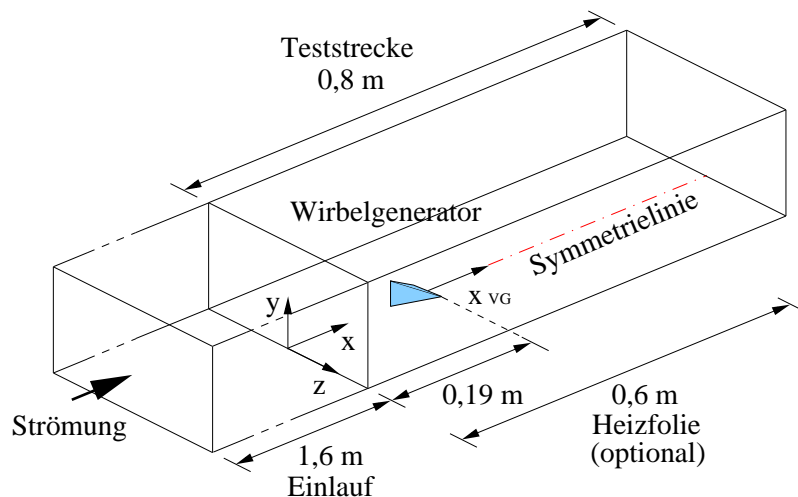 Teststrecke
0,8 m
Wirbelgenerator
Symmetrielinie
x VG
y
x
z
Strömung
0,19 m
1,6 m
Einlauf
0,6 m
Heizfolie
(optional)